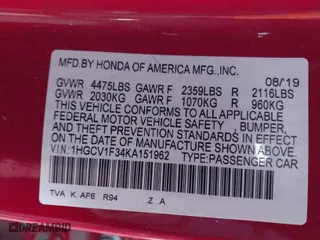 MFD.BY HONDA OF AMERICA MFG.,INC. 08/'19
GVWR 4475LBS GAWR F 2359LBS R 2116LBS
GVWR 2030KG GAWR F 1070KG R 960KG
THIS VEHICLE CONFORMS TO ALL APPLICABLE
FEDERAL MOTOR VEHICLE SAFETY, BUMPER,
AND THEFT PREVENTION STANDARDS IN EFFECT
ON THE DATE OF MANUFACTURE SHOWN ABOVE.
V I N : 1HGCV1F34KA151962 TYPE:PASSENGER CAR
TVA K AF6 R94 .Z .A
DREAMBID